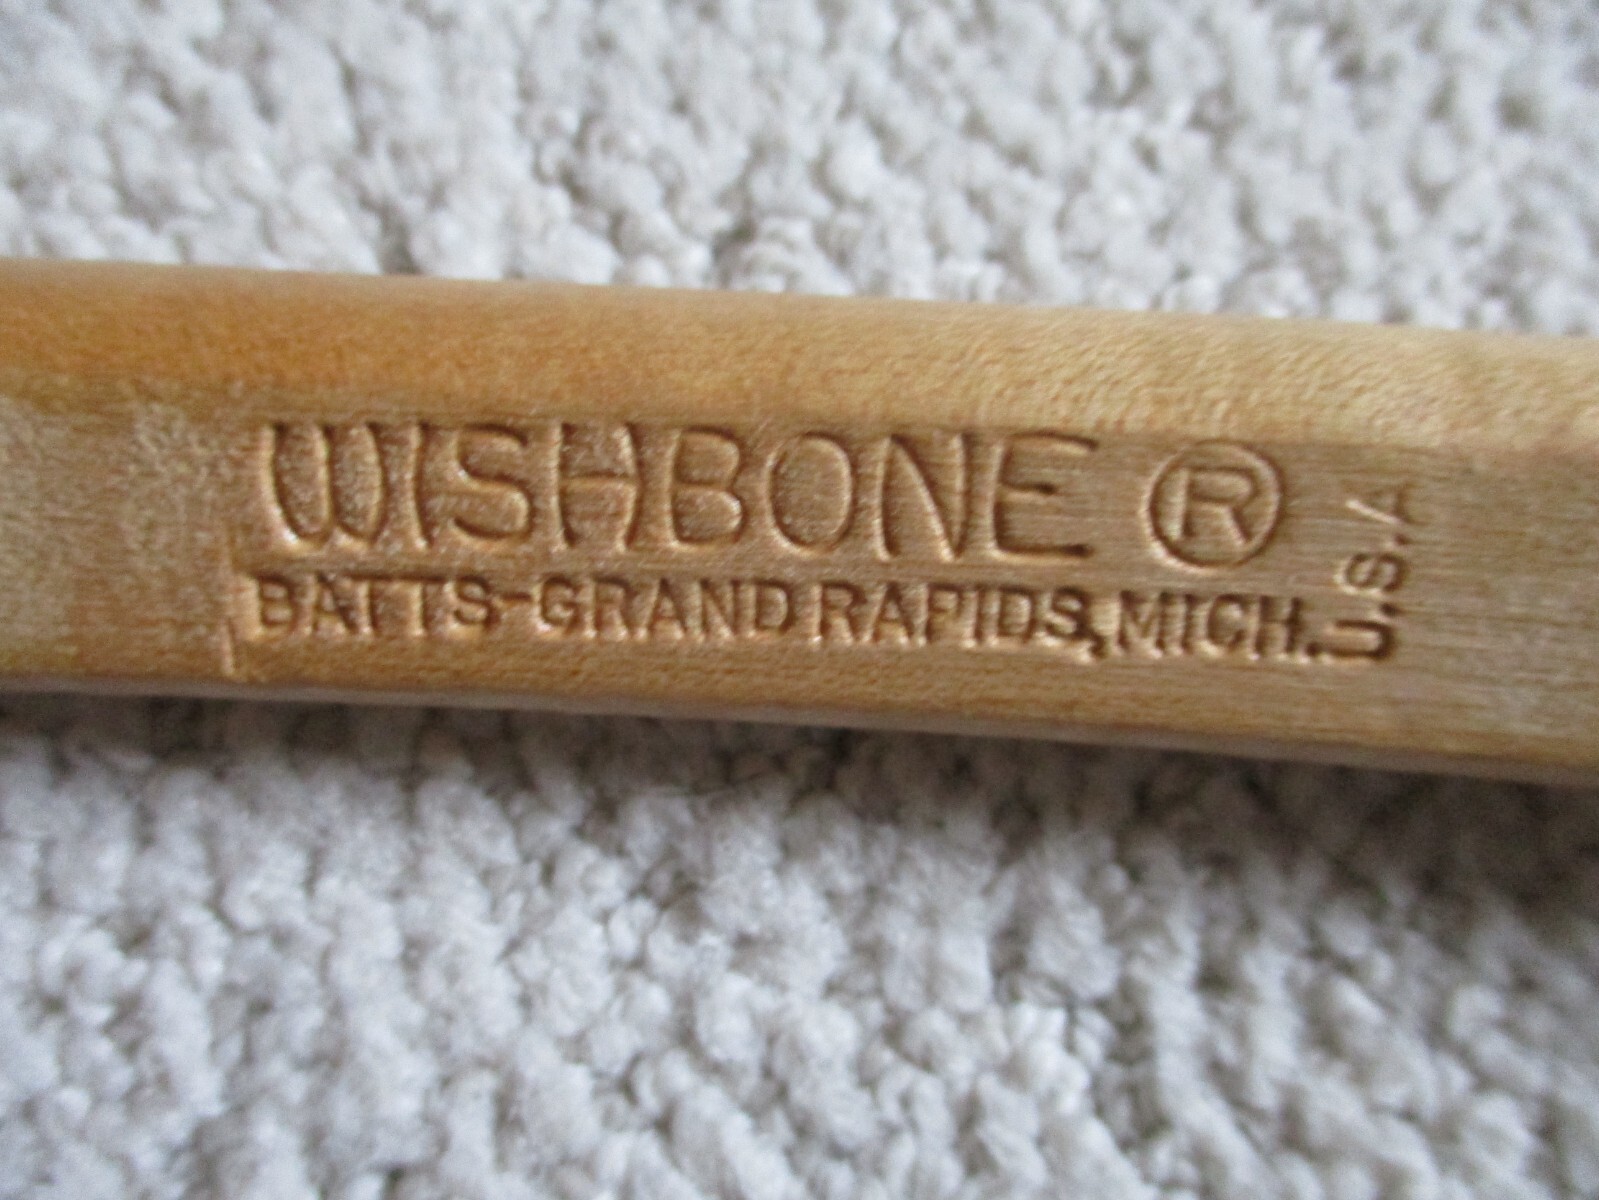 WISHBONE ®
BATTS-GRAND RAPIDS, MICH.
U.S.A